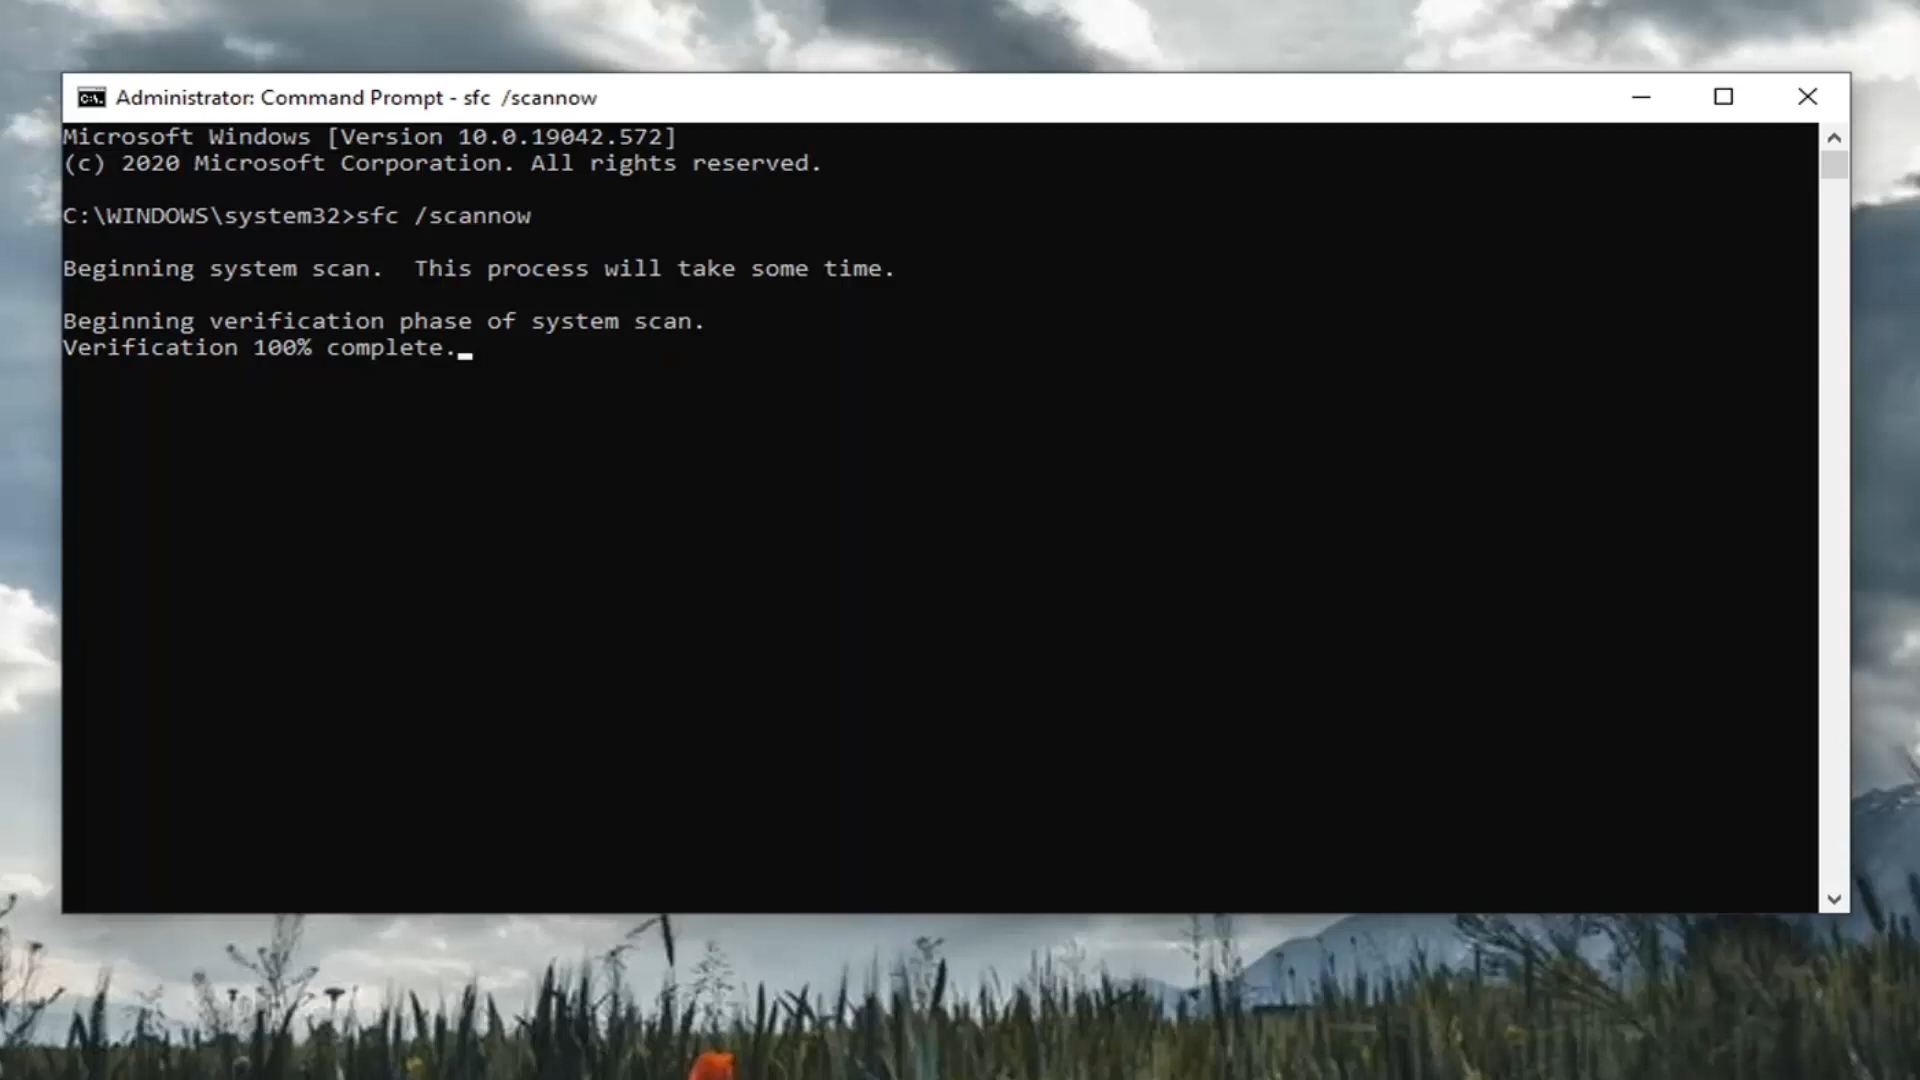 Administrator: Command Prompt - sfc  /scannow
Microsoft Windows [Version 10.0.19042.572]
(c) 2020 Microsoft Corporation. All rights reserved.
C:\WINDOWS\system32>sfc /scannow
Beginning system scan.  This process will take some time.
Beginning verification phase of system scan.
Verification 100% complete.